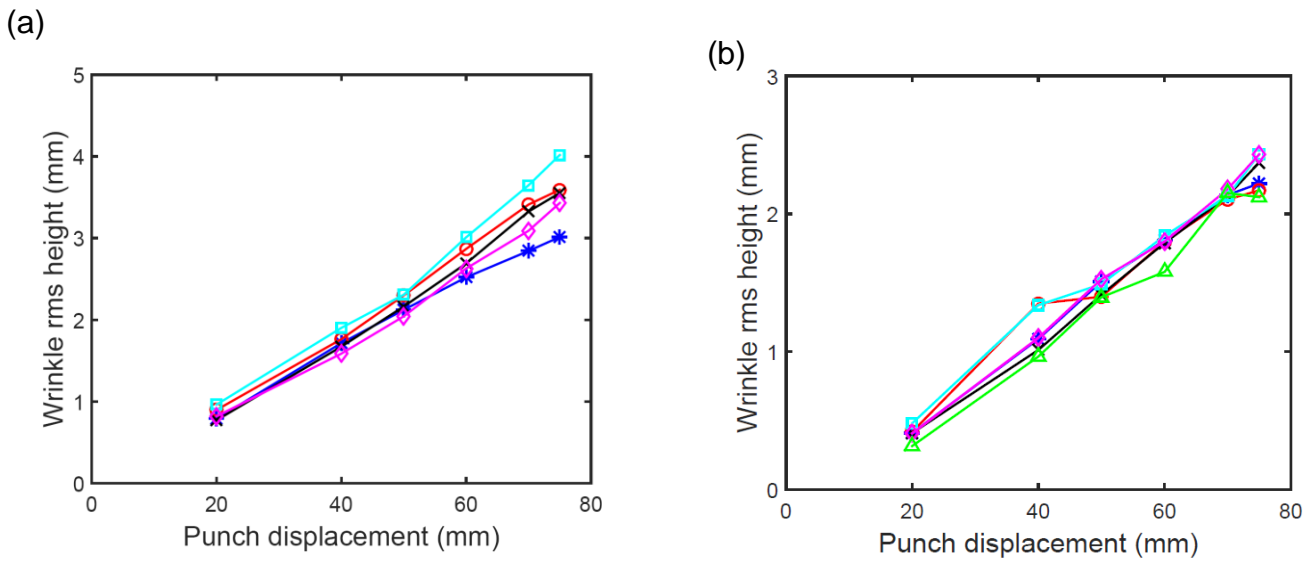 (a)
5
4
3
2
1
0
0 20 40 60 80
Wrinkle rms height (mm)
Punch displacement (mm)
(b)
3
2
1
0
0 20 40 60 80
Wrinkle rms height (mm)
Punch displacement (mm)